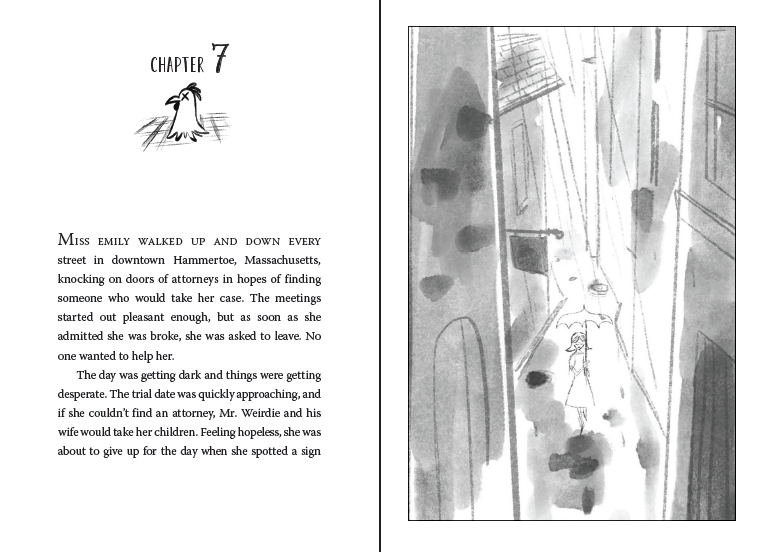 CHAPTER 7
MISS EMILY WALKED UP AND DOWN EVERY
street in downtown Hammertoe, Massachusetts,
knocking on doors of attorneys in hopes of finding
someone who would take her case. The meetings
started out pleasant enough, but as soon as she
admitted she was broke, she was asked to leave. No
one wanted to help her.
The day was getting dark and things were getting
desperate. The trial date was quickly approaching, and
if she couldn’t find an attorney, Mr. Weirdie and his
wife would take her children. Feeling hopeless, she was
about to give up for the day when she spotted a sign